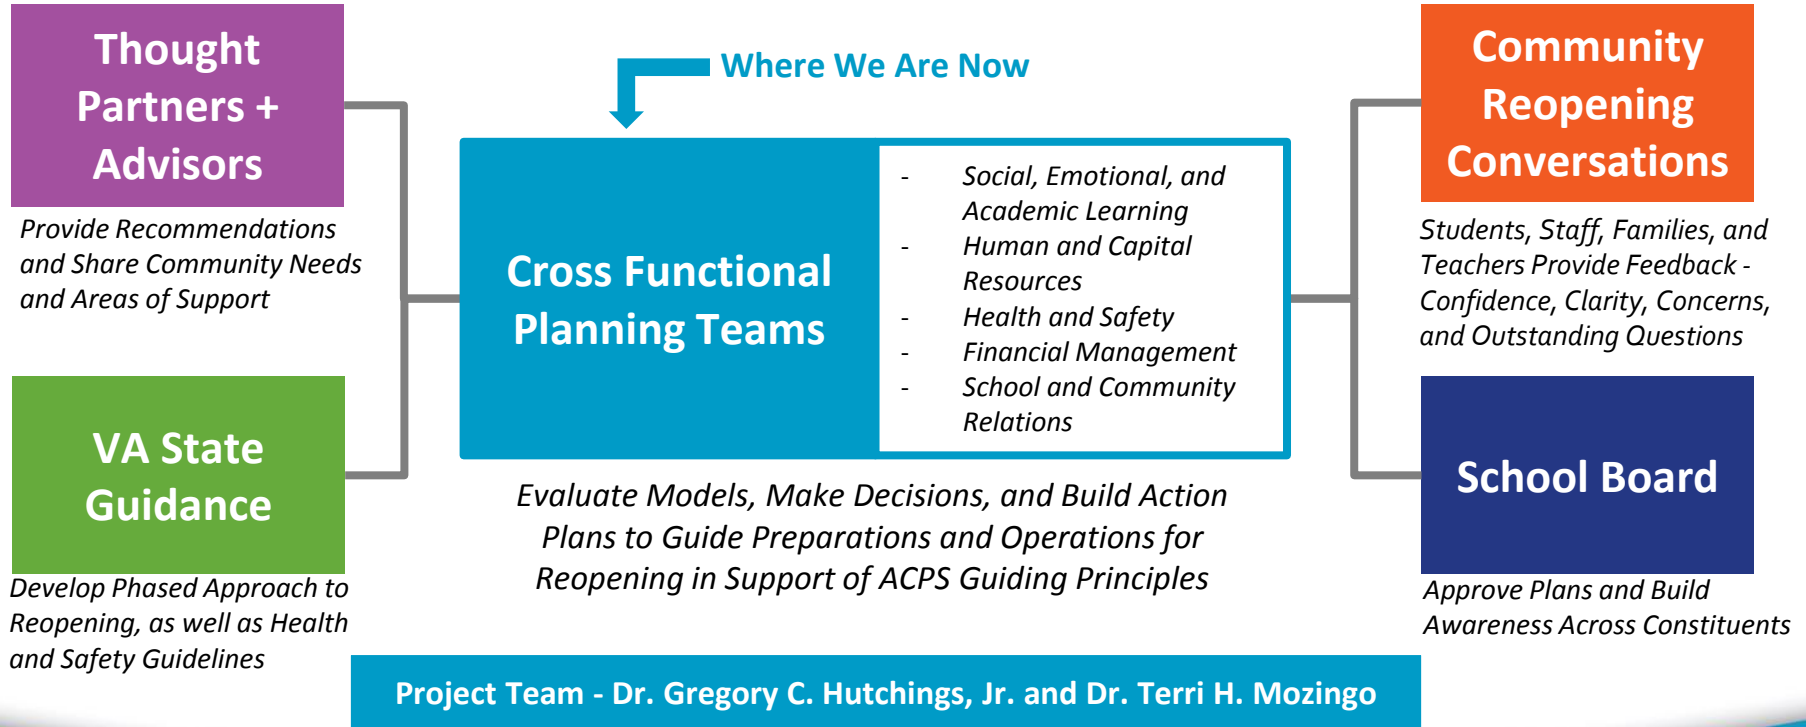 Thought
Partners +
Advisors
Provide Recommendations
and Share Community Needs
and Areas of Support
VA State
Guidance
Develop Phased Approach to
Reopening, as well as Health
and Safety Guidelines
Where We Are Now
Cross Functional
Planning Teams
- Social, Emotional, and
Academic Learning
- Human and Capital
Resources
- Health and Safety
- Financial Management
- School and Community
Relations
Evaluate Models, Make Decisions, and Build Action
Plans to Guide Preparations and Operations for
Reopening in Support of ACPS Guiding Principles
Community
Reopening
Conversations
Students, Staff, Families, and
Teachers Provide Feedback -
Confidence, Clarity, Concerns,
and Outstanding Questions
School Board
Approve Plans and Build
Awareness Across Constituents
Project Team - Dr. Gregory C. Hutchings, Jr. and Dr. Terri H. Mozingo